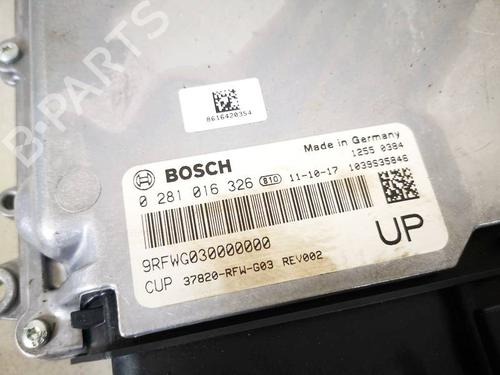 B-PARTS
8616420354
BOSCH
Made in Germany
0 281 016 326 810 11-10-17
1255 0384
1039S35846
9RFWG030000000
UP
CUP 37820-RFW-G03 REV002